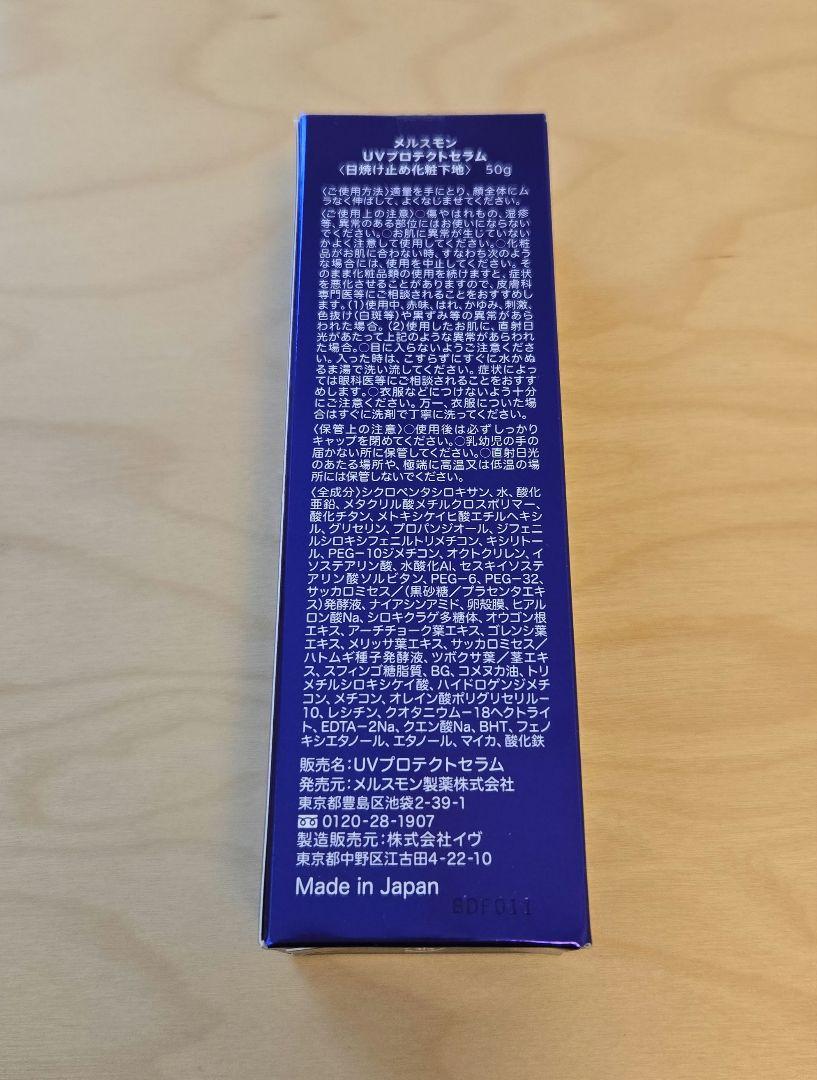 メルスモン
UVプロテクトセラム
〈日焼け止め化粧下地〉 50g
〈ご使用方法〉適量を手にとり、顔全体にム
ラなく伸ばして、よくなじませてください。
〈ご使用上の注意〉○傷やはれもの、湿疹
等、異常のある部位にはお使いにならない
でください。○お肌に異常が生じていない
かよく注意して使用してください。○化粧
品がお肌に合わない時、すなわち次のよう
な場合には、使用を中止してください。そ
のまま化粧品類の使用を続けますと、症状
を悪化させることがありますので、皮膚科
専門医等にご相談されることをおすすめし
ます。(1)使用中、赤味、はれ、かゆみ、刺激、
色抜け(白斑等)や黒ずみ等の異常があら
われた場合。(2)使用したお肌に、直射日
光があたって上記のような異常があらわれ
た場合。○目に入らないようご注意くださ
い。入った時は、こすらずにすぐに水かぬ
るま湯で洗い流してください。症状によっ
ては眼科医等にご相談されることをおすす
めします。○衣服などにつけないよう十分
にご注意ください。万一、衣服についた場
合はすぐに洗剤で丁寧に洗ってください。
〈保管上の注意〉○使用後は必ずしっかり
キャップを閉めてください。○乳幼児の手の
届かない所に保管してください。○直射日光
のあたる場所や、極端に高温又は低温の場
所には保管しないでください。
〈全成分〉シクロペンタシロキサン、水、酸化
亜鉛、メタクリル酸メチルクロスポリマー、
酸化チタン、メトキシケイヒ酸エチルヘキシ
ル、グリセリン、プロパンジオール、ジフェニ
ルシロキシフェニルトリメチコン、キシリトー
ル、PEG-10ジメチコン、オクトクリレン、イ
ソステアリン酸、水酸化Al、セスキイソステ
アリン酸ソルビタン、PEG-6、PEG-32、
サッカロミセス/(黒砂糖/プラセンタエキ
ス)発酵液、ナイアシンアミド、卵殻膜、ヒアル
ロン酸Na、シロキクラゲ多糖体、オウゴン根
エキス、アーチチョーク葉エキス、ゴレンシ葉
エキス、メリッサ葉エキス、サッカロミセス/
ハトムギ種子発酵液、ツボクサ葉/茎エキ
ス、スフィンゴ糖脂質、BG、コメヌカ油、トリ
メチルシロキシケイ酸、ハイドロゲンジメチ
コン、メチコン、オレイン酸ポリグリセリル-
10、レシチン、クオタニウム-18ヘクトライ
ト、EDTA-2Na、クエン酸Na、BHT、フェノ
キシエタノール、エタノール、マイカ、酸化鉄
販売名:UVプロテクトセラム
発売元:メルスモン製薬株式会社
東京都豊島区池袋2-39-1
0120-28-1907
製造販売元:株式会社イヴ
東京都中野区江古田4-22-10
Made in Japan
8DF011